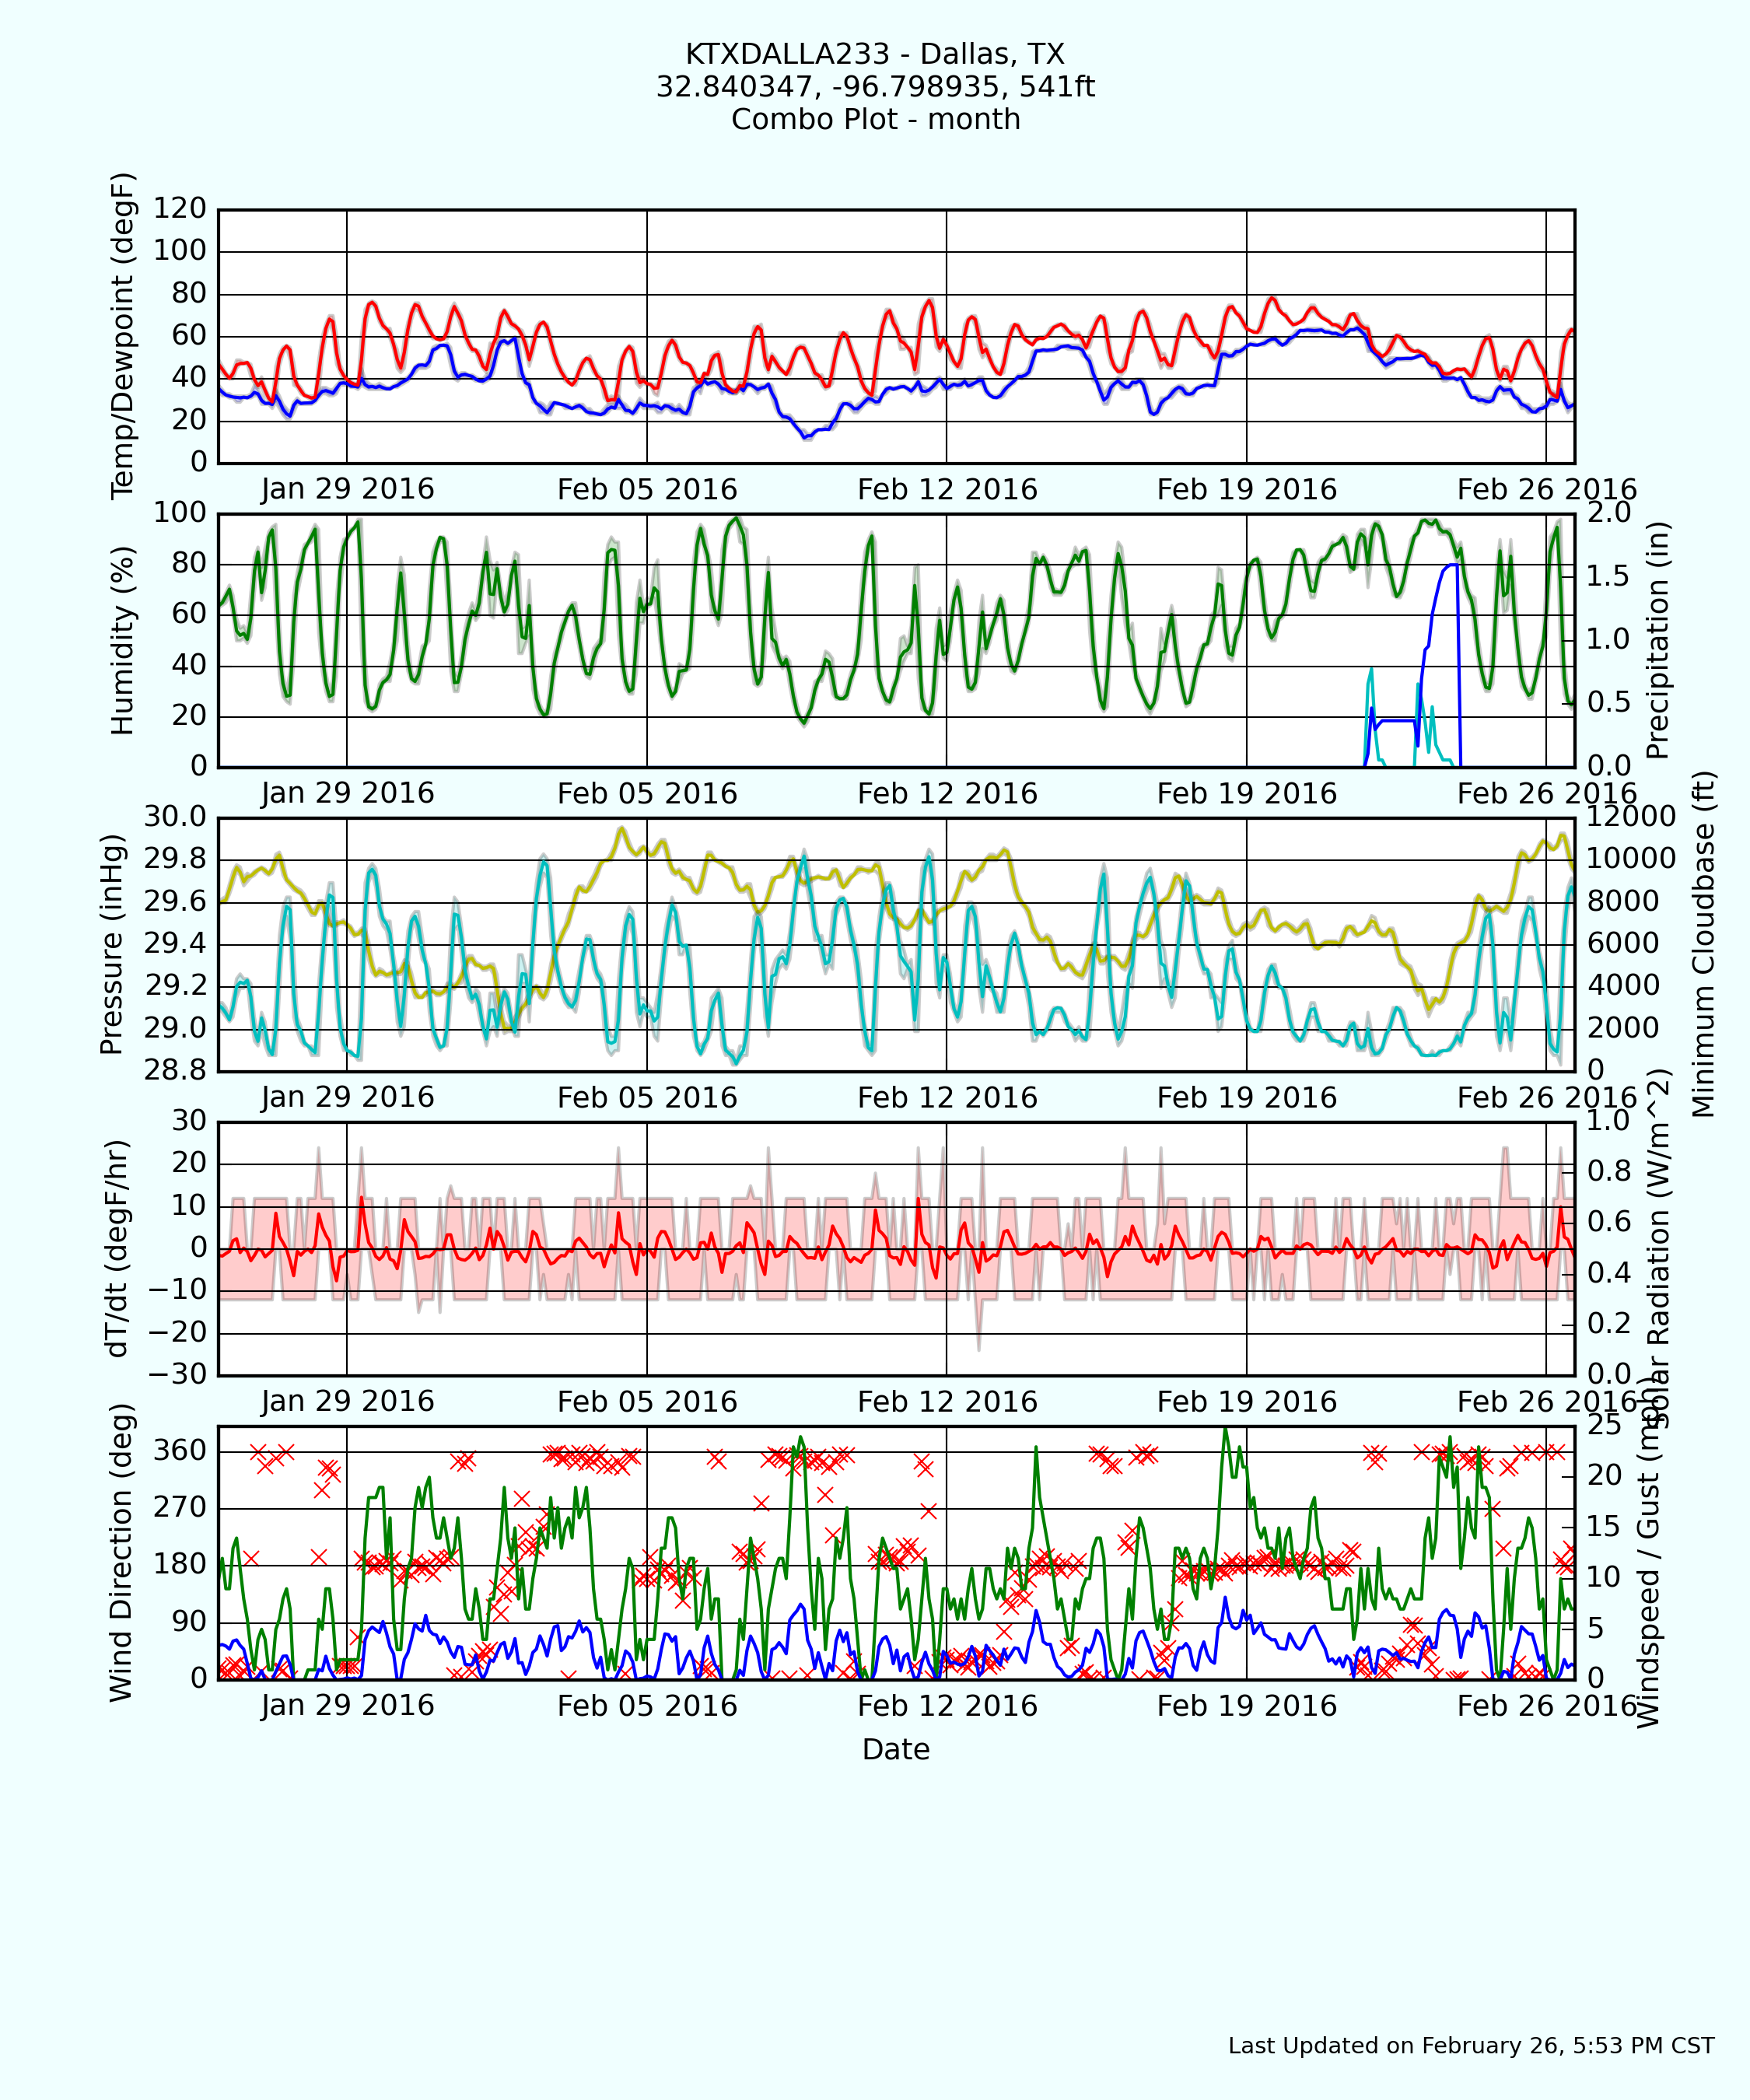 KTXDALLA233 - Dallas, TX
32.840347, -96.798935, 541ft
Combo Plot - month
Temp/Dewpoint (degF)
120
100
80
60
40
20
0
Jan 29 2016
Feb 05 2016
Feb 12 2016
Feb 19 2016
Feb 26 2016
Humidity (%)
100
80
60
40
20
0
2.0
1.5
1.0
0.5
0.0
Precipitation (in)
Jan 29 2016
Feb 05 2016
Feb 12 2016
Feb 19 2016
Feb 26 2016
Pressure (inHg)
30.0
29.8
29.6
29.4
29.2
29.0
28.8
12000
10000
8000
6000
4000
2000
0
Minimum Cloudbase (ft)
Jan 29 2016
Feb 05 2016
Feb 12 2016
Feb 19 2016
Feb 26 2016
dT/dt (degF/hr)
30
20
10
0
−10
−20
−30
1.0
0.8
0.6
0.4
0.2
0.0
Solar Radiation (W/m^2)
Jan 29 2016
Feb 05 2016
Feb 12 2016
Feb 19 2016
Feb 26 2016
Wind Direction (deg)
360
270
180
90
0
25
20
15
10
5
0
Windspeed / Gust (mph)
Jan 29 2016
Feb 05 2016
Feb 12 2016
Feb 19 2016
Feb 26 2016
Date
Last Updated on February 26, 5:53 PM CST